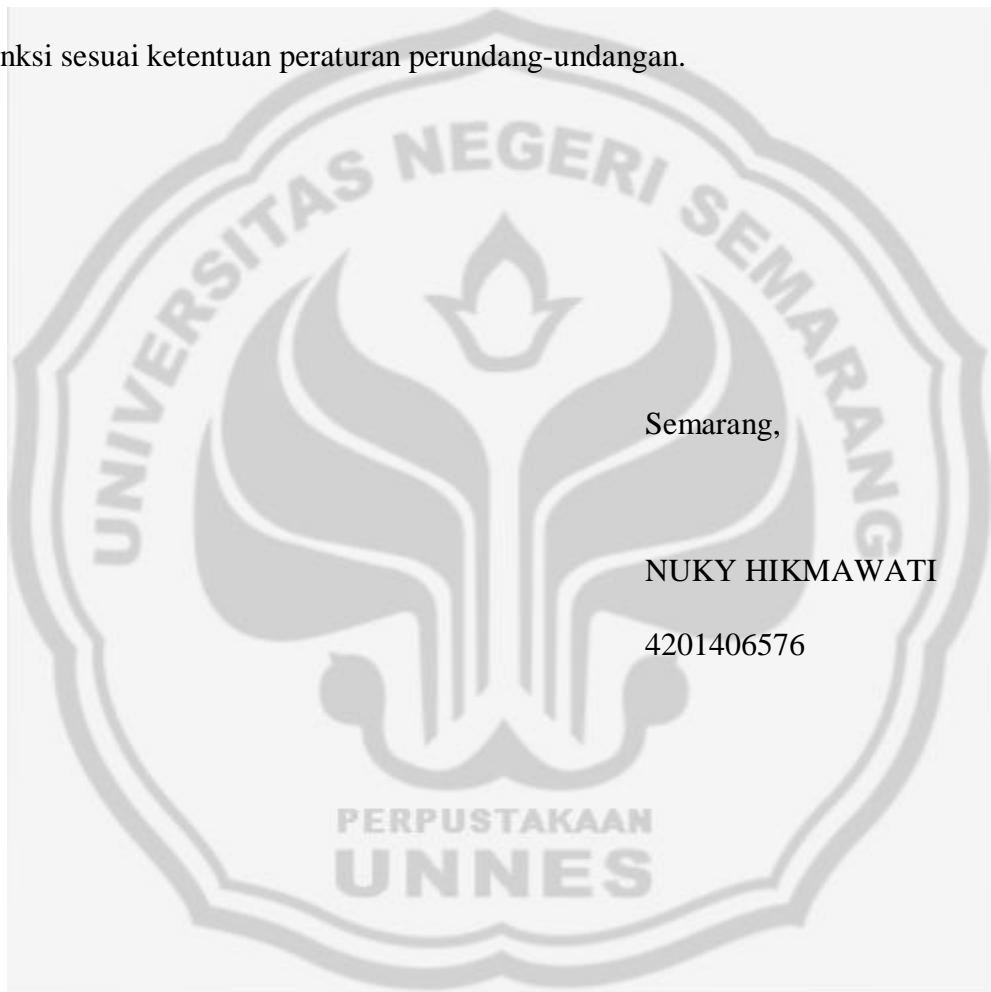 nksi sesuai ketentuan peraturan perundang-undangan.
UNIVERSITAS NEGERI SEMARANG
Semarang,
NUKY HIKMAWATI
4201406576
PERPUSTAKAAN
UNNES